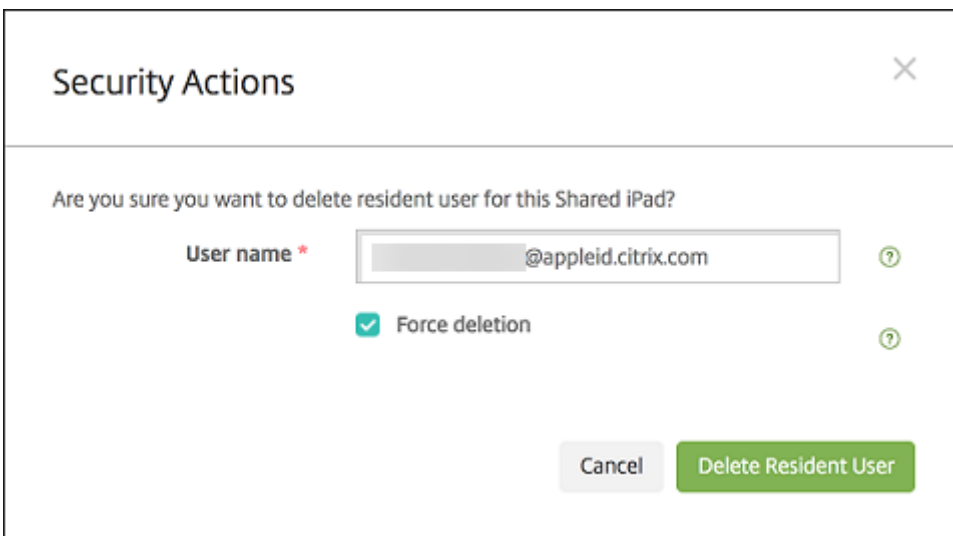 Security Actions
Are you sure you want to delete resident user for this Shared iPad?
User name *
@appleid.citrix.com
Force deletion
Cancel
Delete Resident User